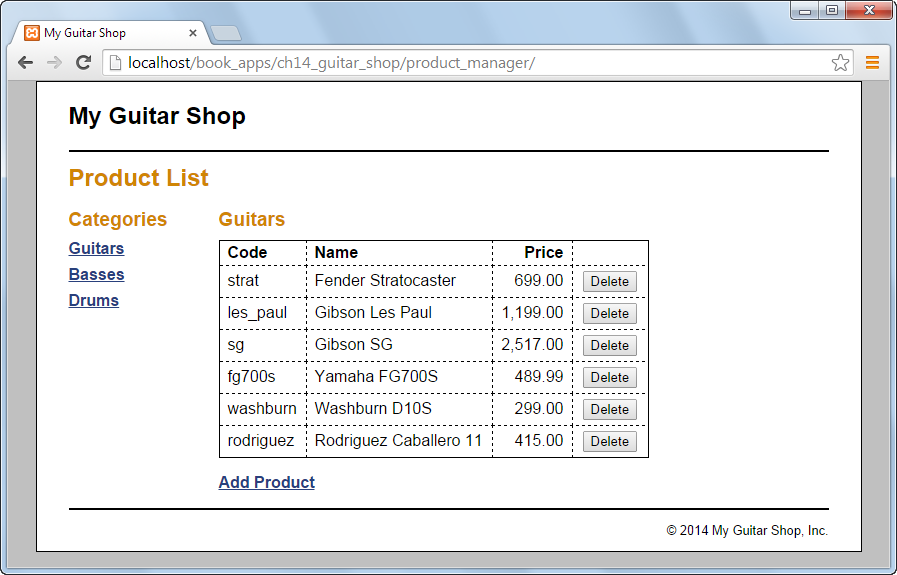 My Guitar Shop
localhost/book_apps/ch14_guitar_shop/product_manager/
My Guitar Shop
Product List
Categories
Guitars
Basses
Drums
Guitars
Code Name Price
strat Fender Stratocaster 699.00 Delete
les_paul Gibson Les Paul 1,199.00 Delete
sg Gibson SG 2,517.00 Delete
fg700s Yamaha FG700S 489.99 Delete
washburn Washburn D10S 299.00 Delete
rodriguez Rodriguez Caballero 11 415.00 Delete
Add Product
© 2014 My Guitar Shop, Inc.